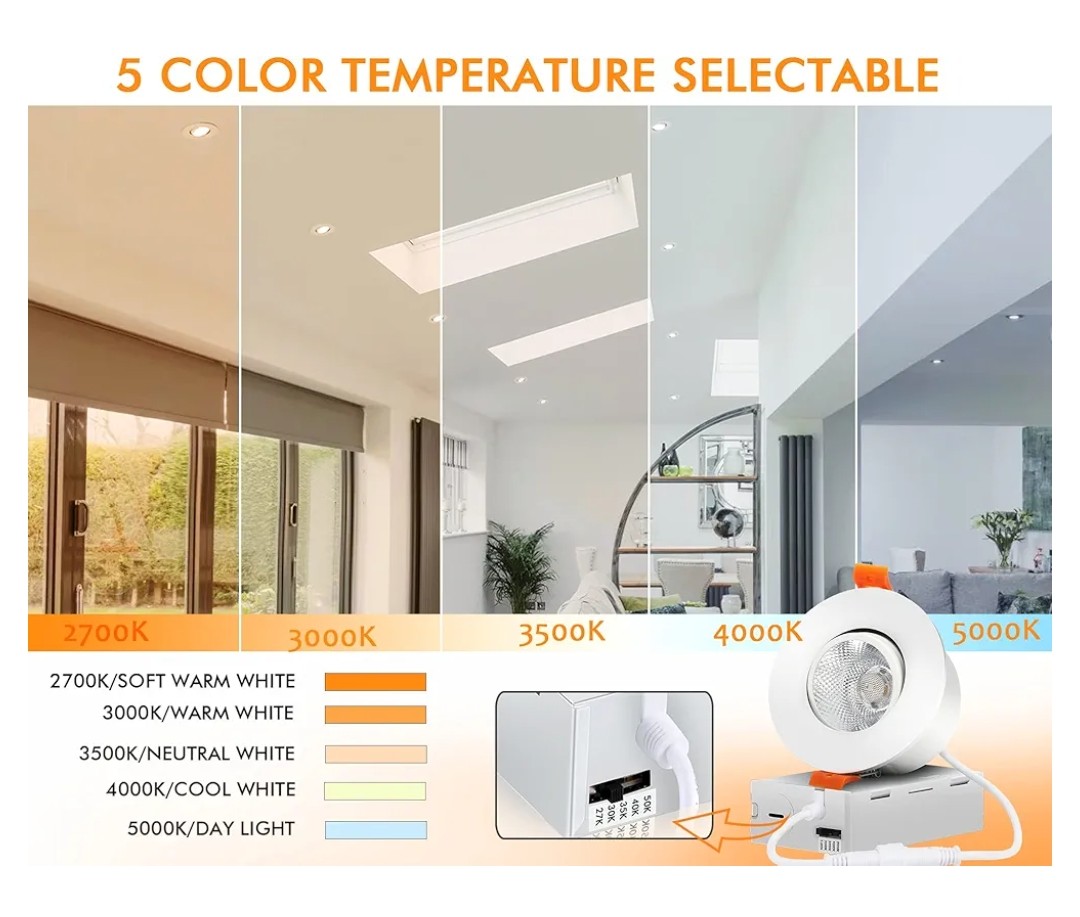 5 COLOR TEMPERATURE SELECTABLE
2700K
3000K
3500K
4000K
5000K
2700K/SOFT WARM WHITE
3000K/WARM WHITE
3500K/NEUTRAL WHITE
4000K/COOL WHITE
5000K/DAY LIGHT
27K
30K
35K
40K
50K